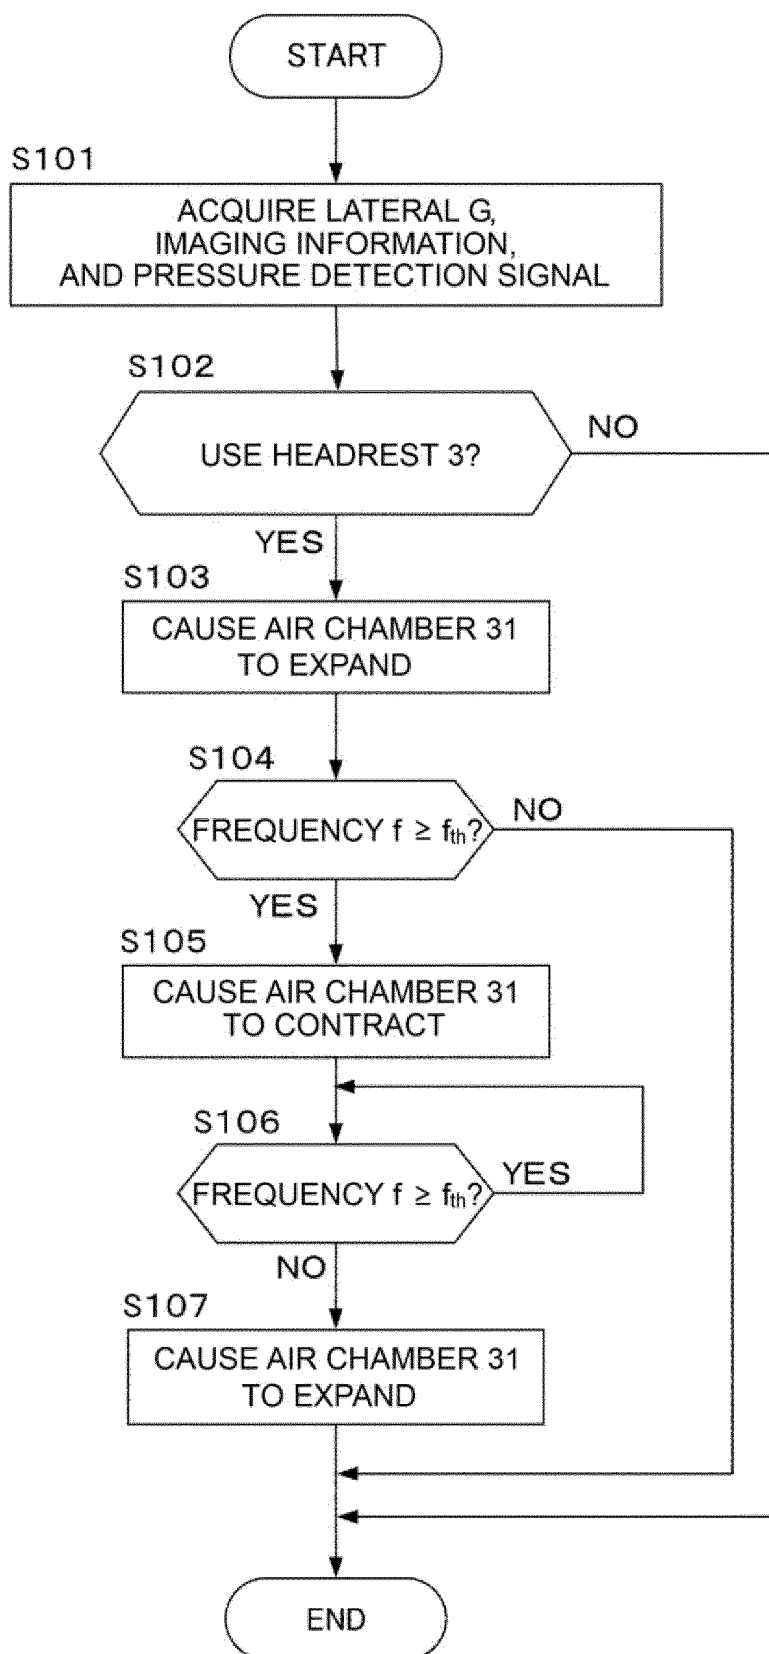 START
S101
ACQUIRE LATERAL G,
IMAGING INFORMATION,
AND PRESSURE DETECTION SIGNAL
S102
USE HEADREST 3?
NO
YES
S103
CAUSE AIR CHAMBER 31
TO EXPAND
S104
FREQUENCY f ≥ fth?
NO
YES
S105
CAUSE AIR CHAMBER 31
TO CONTRACT
S106
FREQUENCY f ≥ fth?
YES
NO
S107
CAUSE AIR CHAMBER 31
TO EXPAND
END